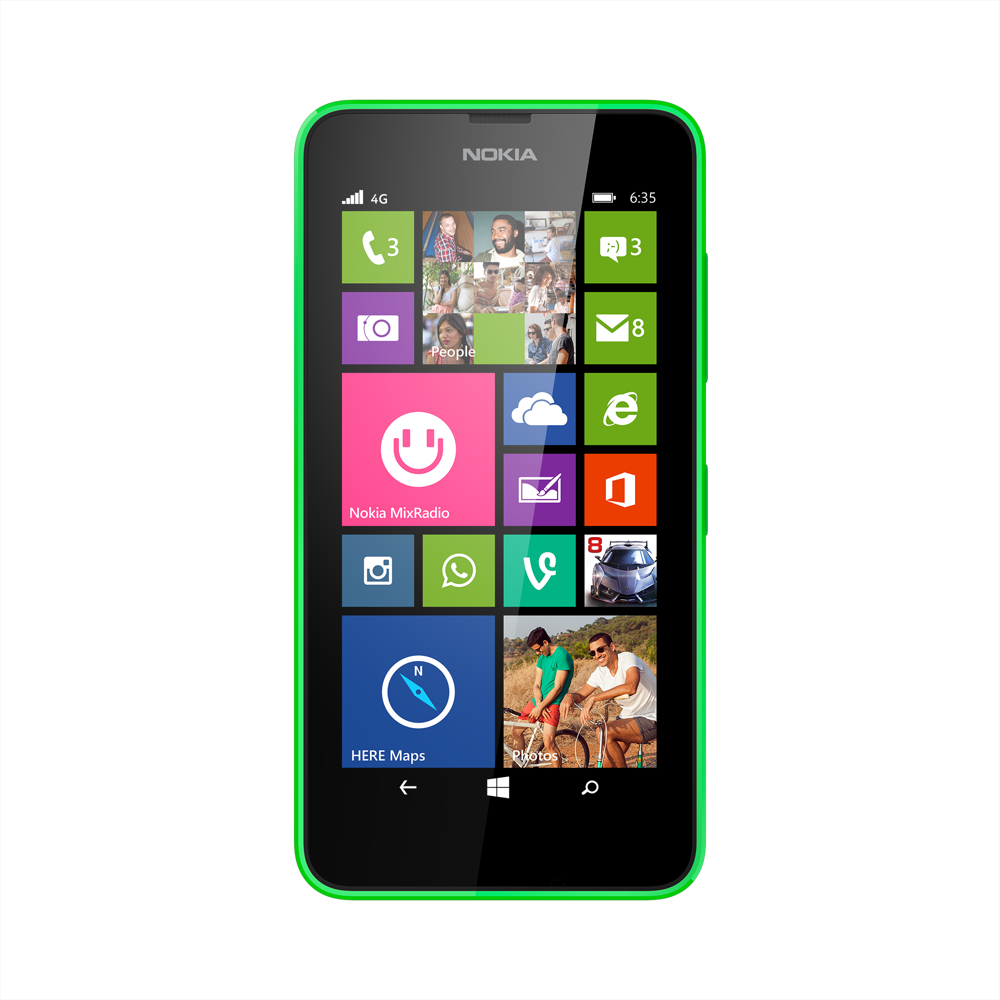 NOKIA
4G 6:35
3
;-) 3
8
People
Nokia MixRadio
8
N
HERE Maps
Photos